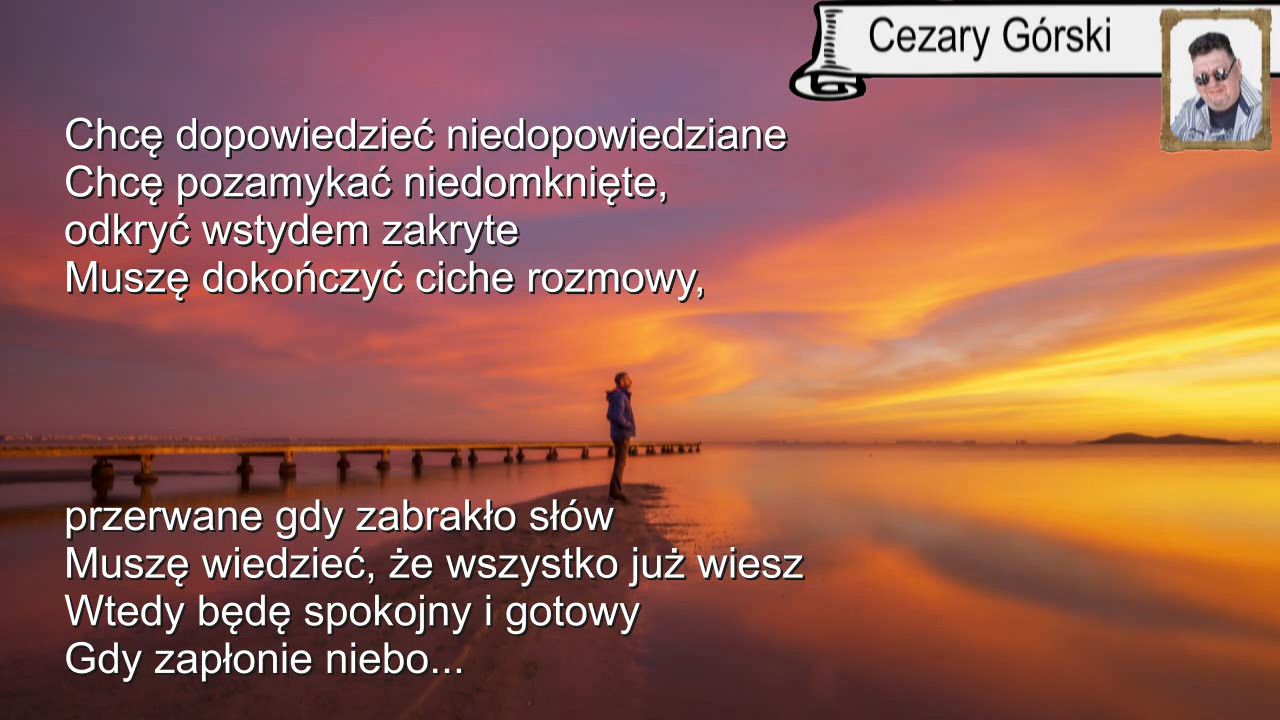 Cezary Górski
Chcę dopowiedzieć niedopowiedziane
Chcę pozamykać niedomknięte,
odkryć wstydem zakryte
Muszę dokończyć ciche rozmowy,
przerwane gdy zabrakło słów
Muszę wiedzieć, że wszystko już wiesz
Wtedy będę spokojny i gotowy
Gdy zapłonie niebo...